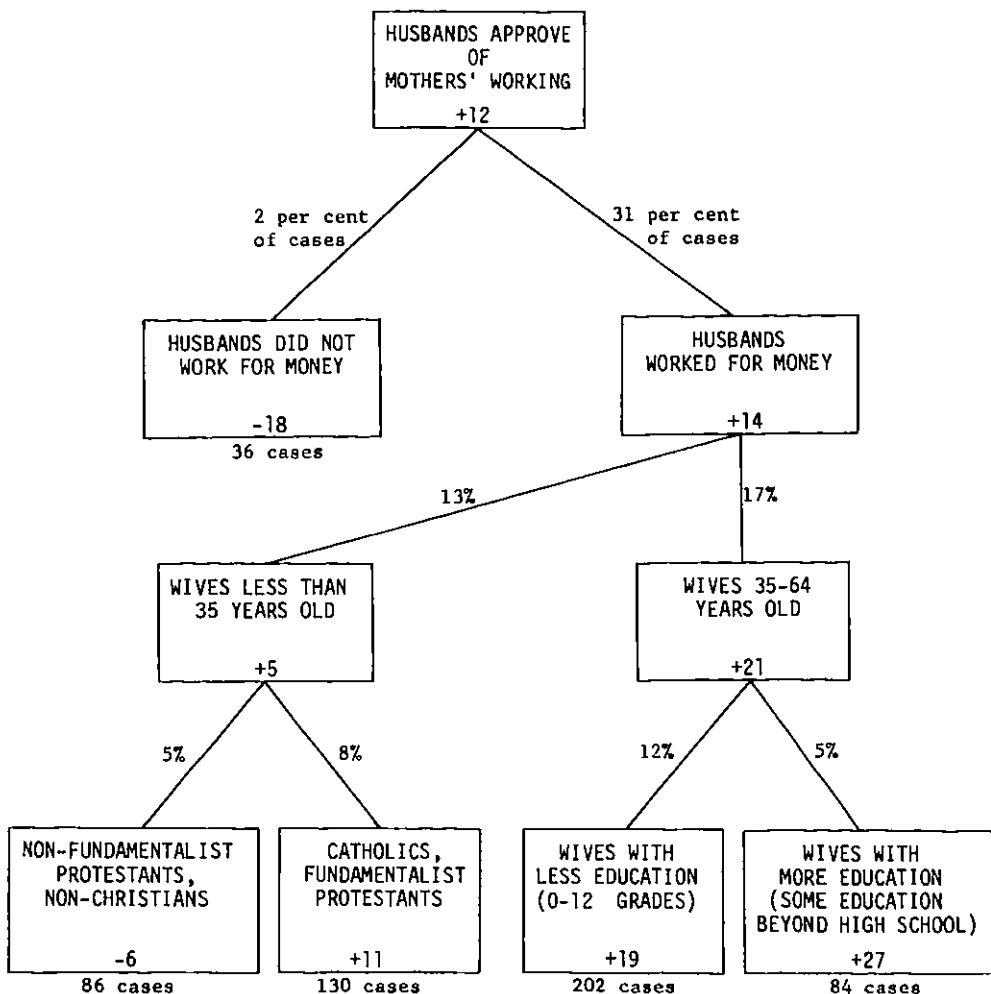 HUSBANDS APPROVE
OF
MOTHERS' WORKING
+12
2 per cent
of cases
31 per cent
of cases
HUSBANDS DID NOT
WORK FOR MONEY
-18
36 cases
HUSBANDS
WORKED FOR MONEY
+14
13%
17%
WIVES LESS THAN
35 YEARS OLD
+5
WIVES 35-64
YEARS OLD
+21
5%
8%
12%
5%
NON-FUNDAMENTALIST
PROTESTANTS,
NON-CHRISTIANS
-6
86 cases
CATHOLICS,
FUNDAMENTALIST
PROTESTANTS
+11
130 cases
WIVES WITH
LESS EDUCATION
(0-12 GRADES)
+19
202 cases
WIVES WITH
MORE EDUCATION
(SOME EDUCATION
BEYOND HIGH SCHOOL)
+27
84 cases